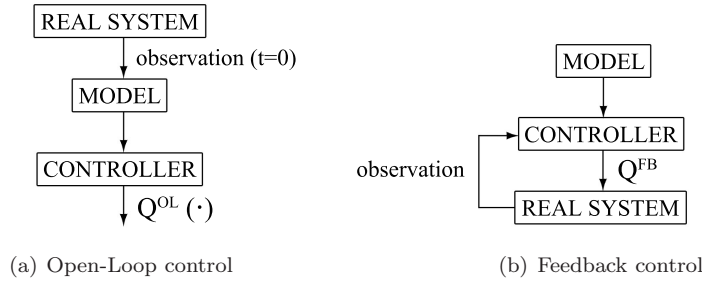 REAL SYSTEM
observation (t=0)
MODEL
CONTROLLER
Q^OL (·)
(a) Open-Loop control
MODEL
CONTROLLER
observation
Q^FB
REAL SYSTEM
(b) Feedback control